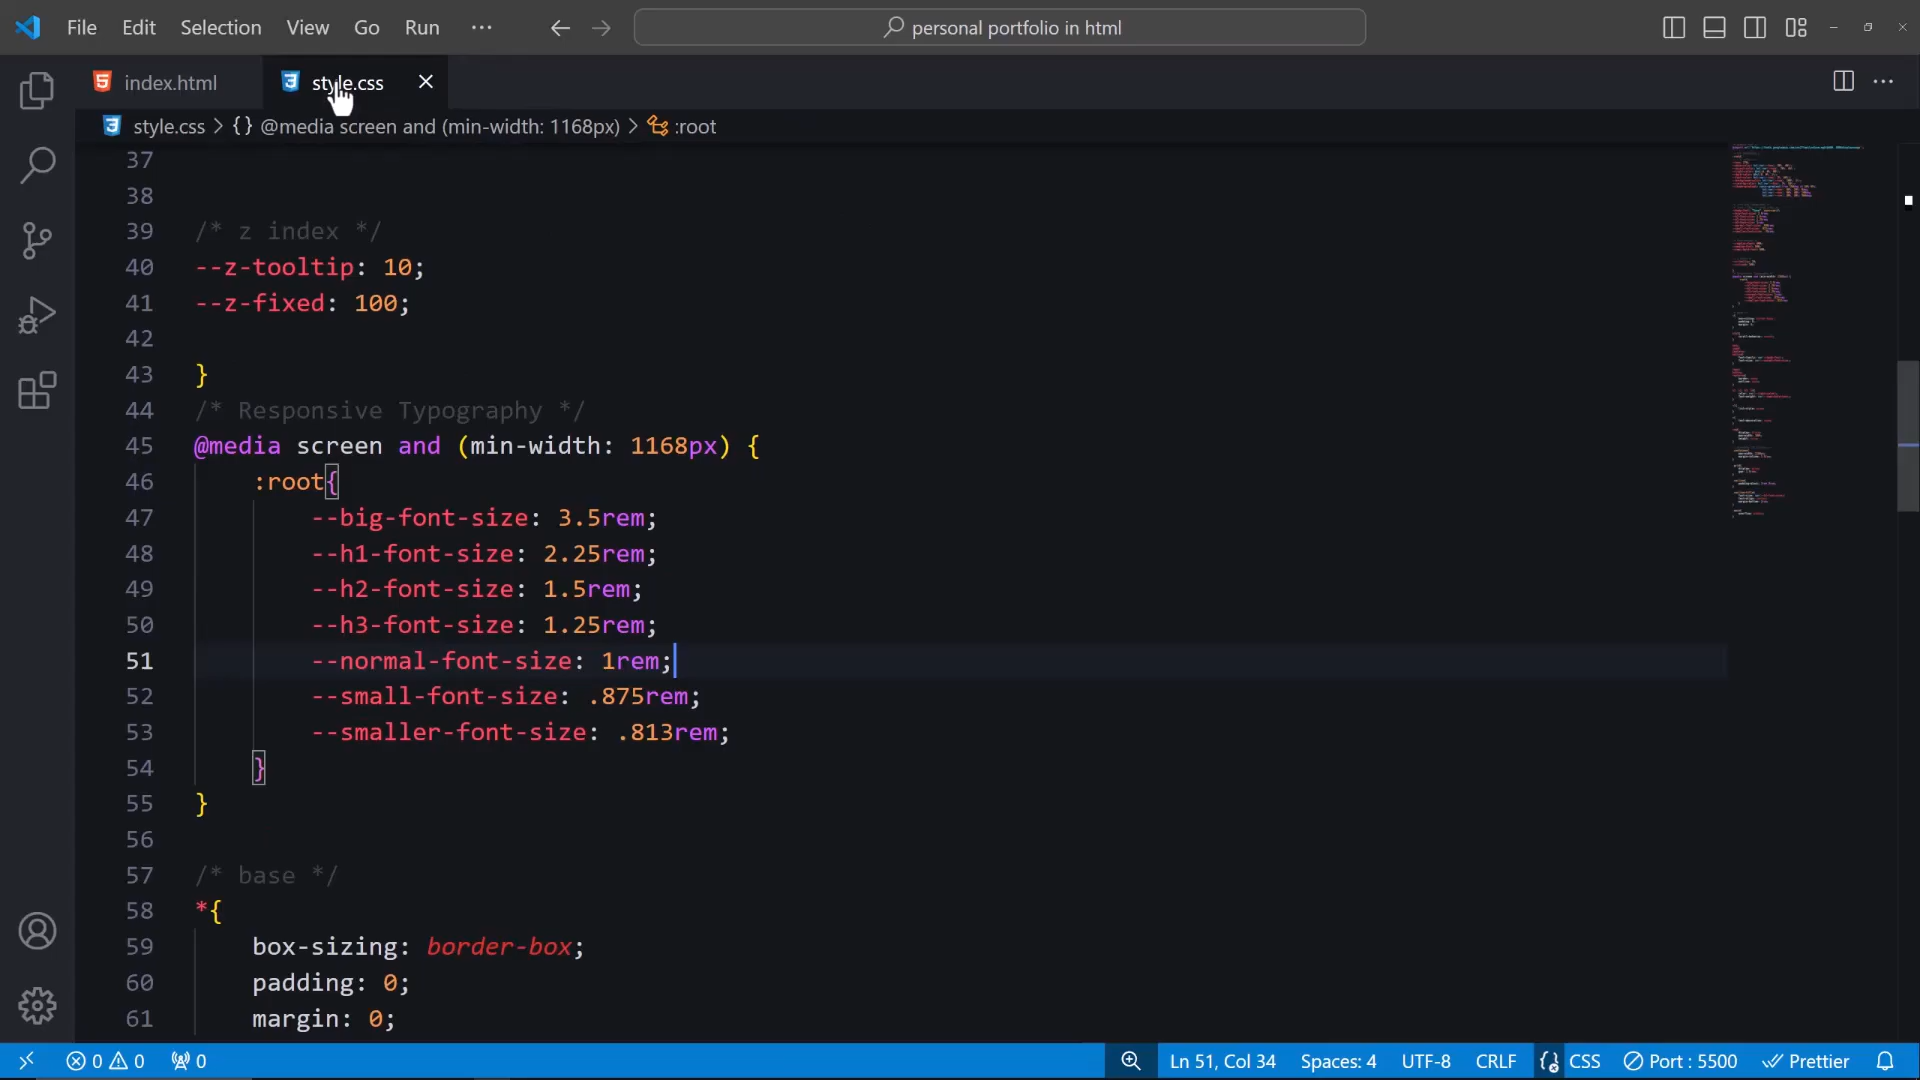 File Edit Selection View Go Run ··· personal portfolio in html
index.html style.css
style.css > {} @media screen and (min-width: 1168px) > :root
37
38
39 /* z index */
40 --z-tooltip: 10;
41 --z-fixed: 100;
42
43 }
44 /* Responsive Typography */
45 @media screen and (min-width: 1168px) {
46 :root{
47 --big-font-size: 3.5rem;
48 --h1-font-size: 2.25rem;
49 --h2-font-size: 1.5rem;
50 --h3-font-size: 1.25rem;
51 --normal-font-size: 1rem;
52 --small-font-size: .875rem;
53 --smaller-font-size: .813rem;
54 }
55 }
56
57 /* base */
58 *{
59 box-sizing: border-box;
60 padding: 0;
61 margin: 0;
0 0 0 Ln 51, Col 34 Spaces: 4 UTF-8 CRLF CSS Port : 5500 Prettier